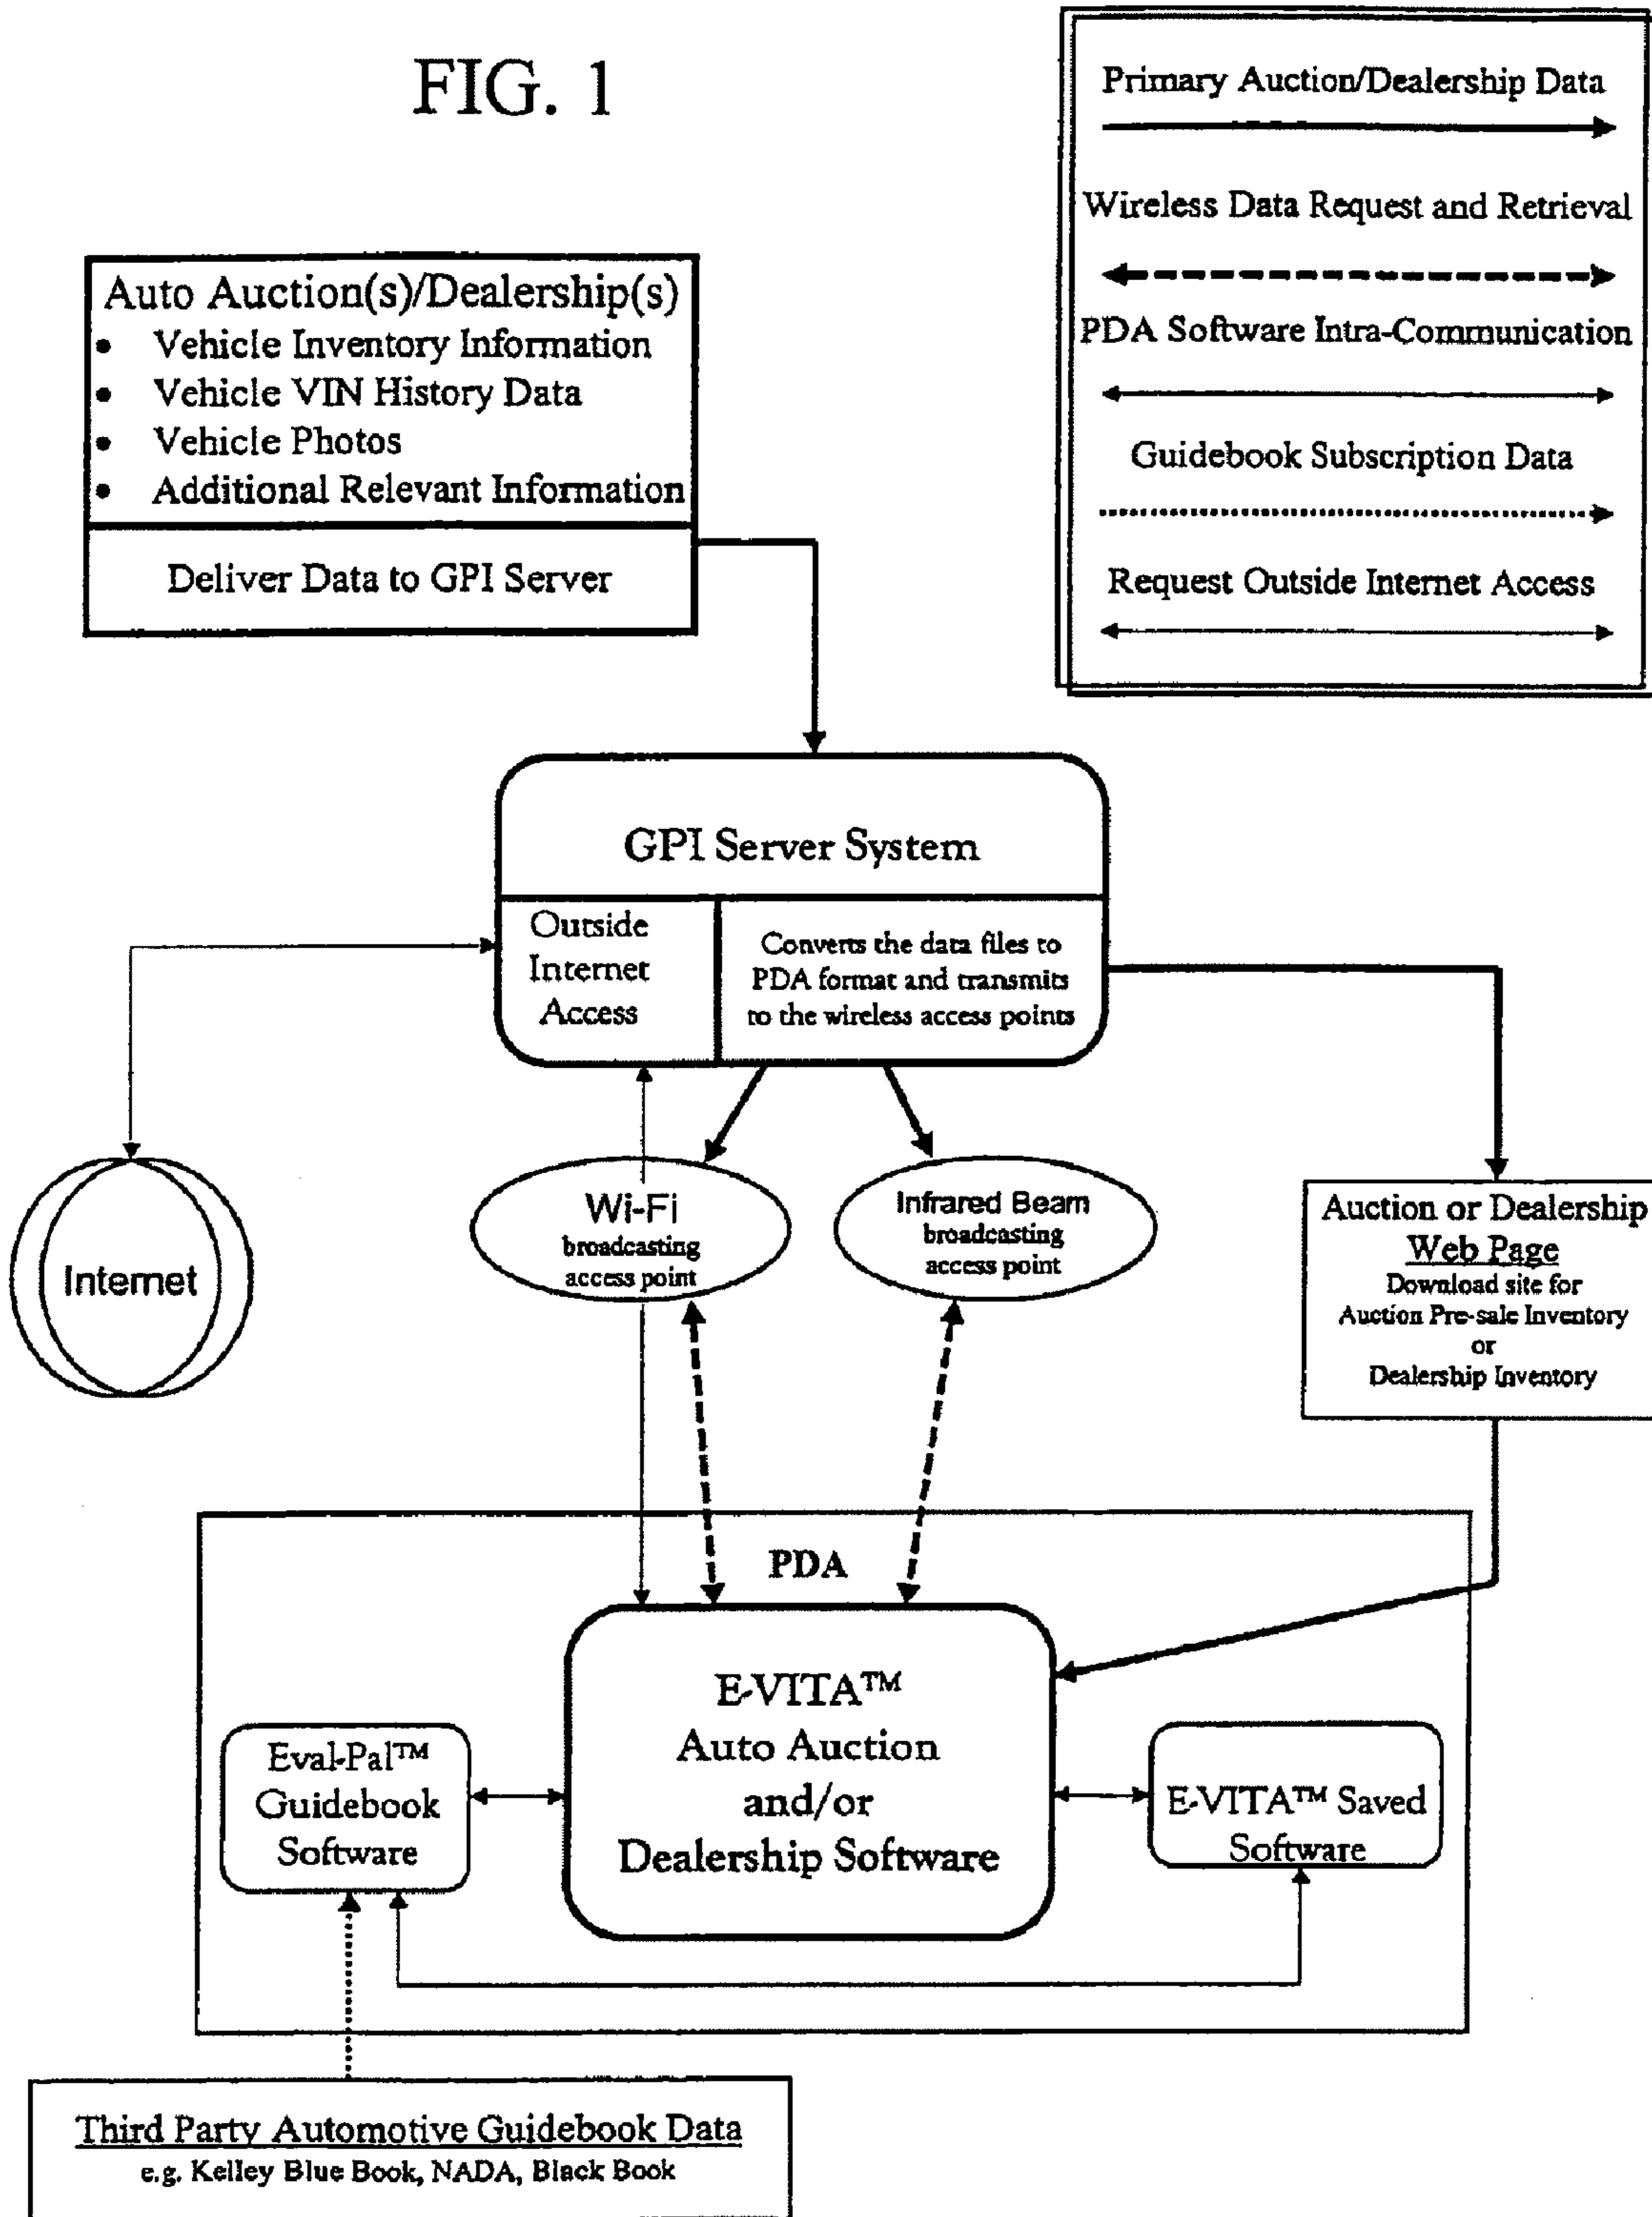 FIG. 1
Primary Auction/Dealership Data
Wireless Data Request and Retrieval
PDA Software Intra-Communication
Guidebook Subscription Data
Request Outside Internet Access
Auto Auction(s)/Dealership(s)
• Vehicle Inventory Information
• Vehicle VIN History Data
• Vehicle Photos
• Additional Relevant Information
Deliver Data to GPI Server
GPI Server System
Outside
Internet
Access
Converts the data files to
PDA format and transmits
to the wireless access points
Internet
Wi-Fi
broadcasting
access point
Infrared Beam
broadcasting
access point
Auction or Dealership
Web Page
Download site for
Auction Pre-sale Inventory
or
Dealership Inventory
PDA
E-VITA™
Auto Auction
and/or
Dealership Software
Eval-Pal™
Guidebook
Software
E-VITA™ Saved
Software
Third Party Automotive Guidebook Data
e.g. Kelley Blue Book, NADA, Black Book